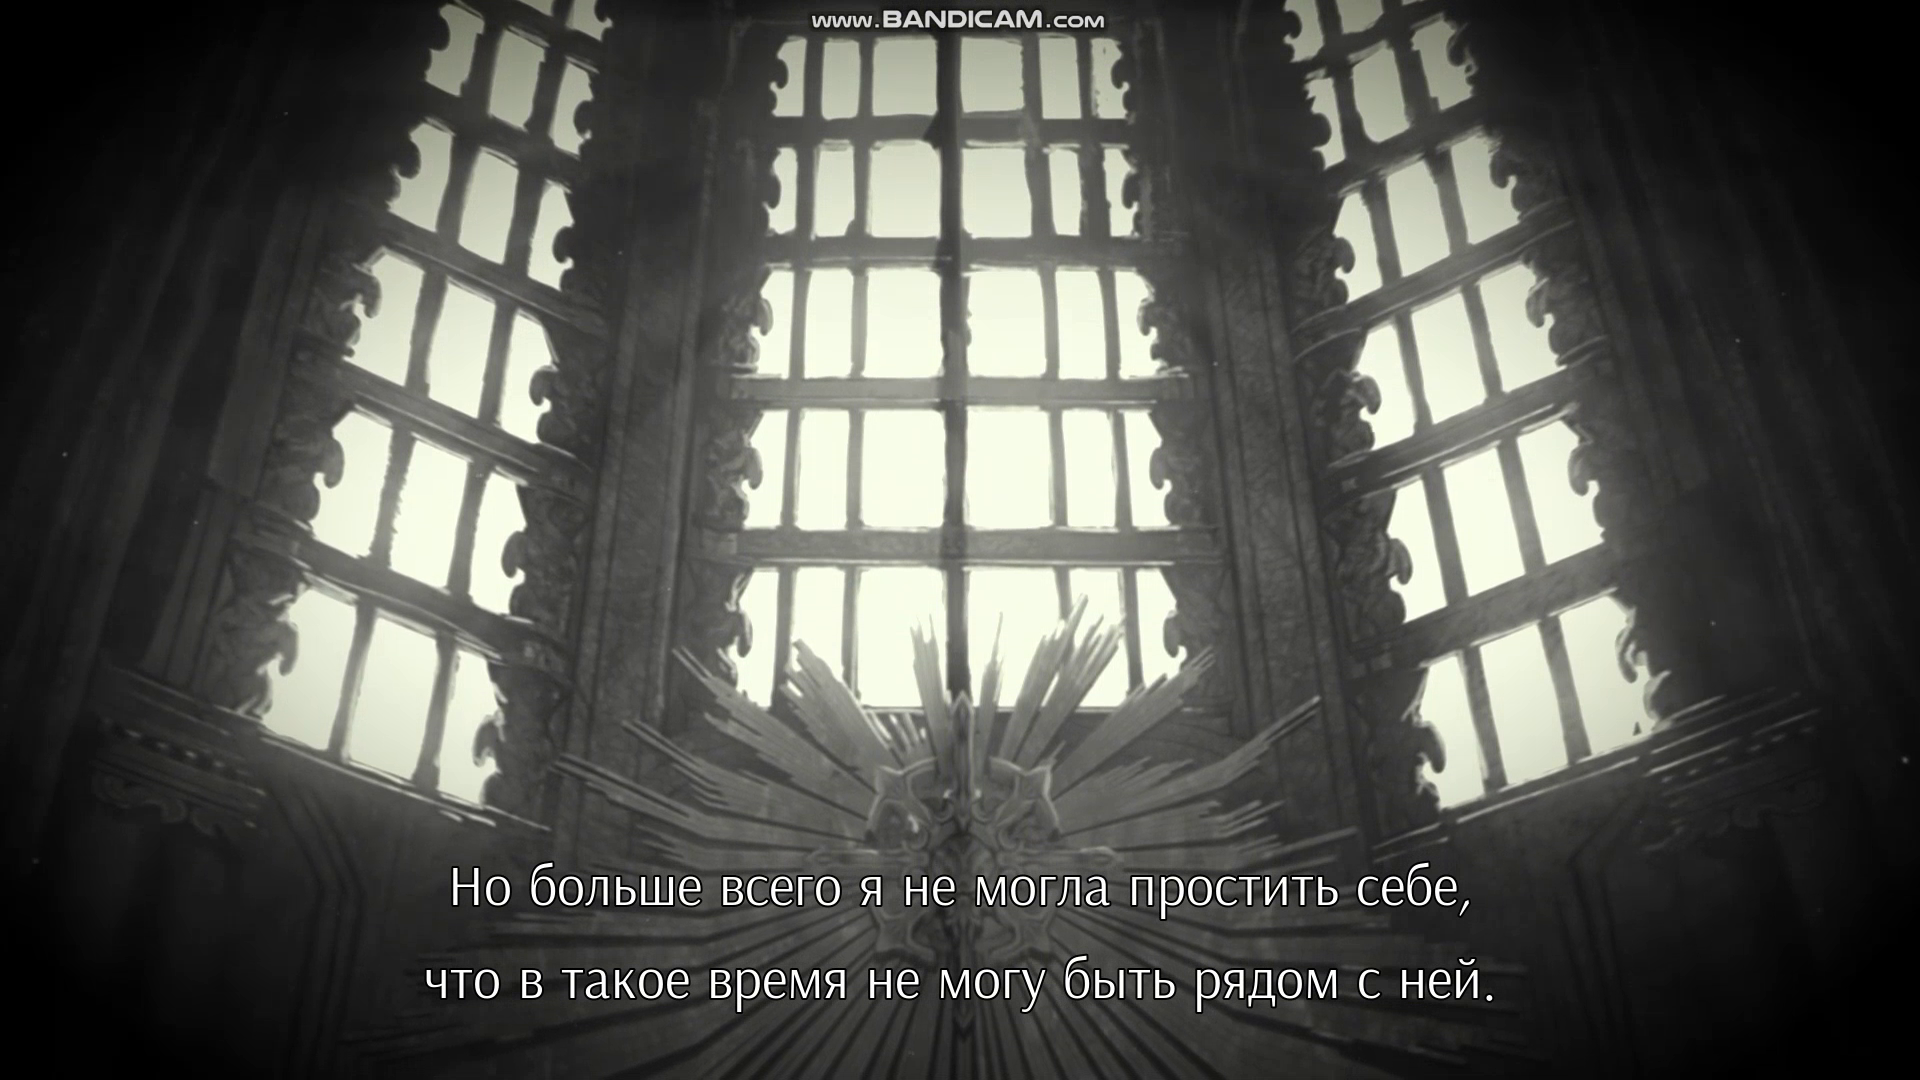 www.BANDICAM.com
Но больше всего я не могла простить себе,
что в такое время не могу быть рядом с ней.